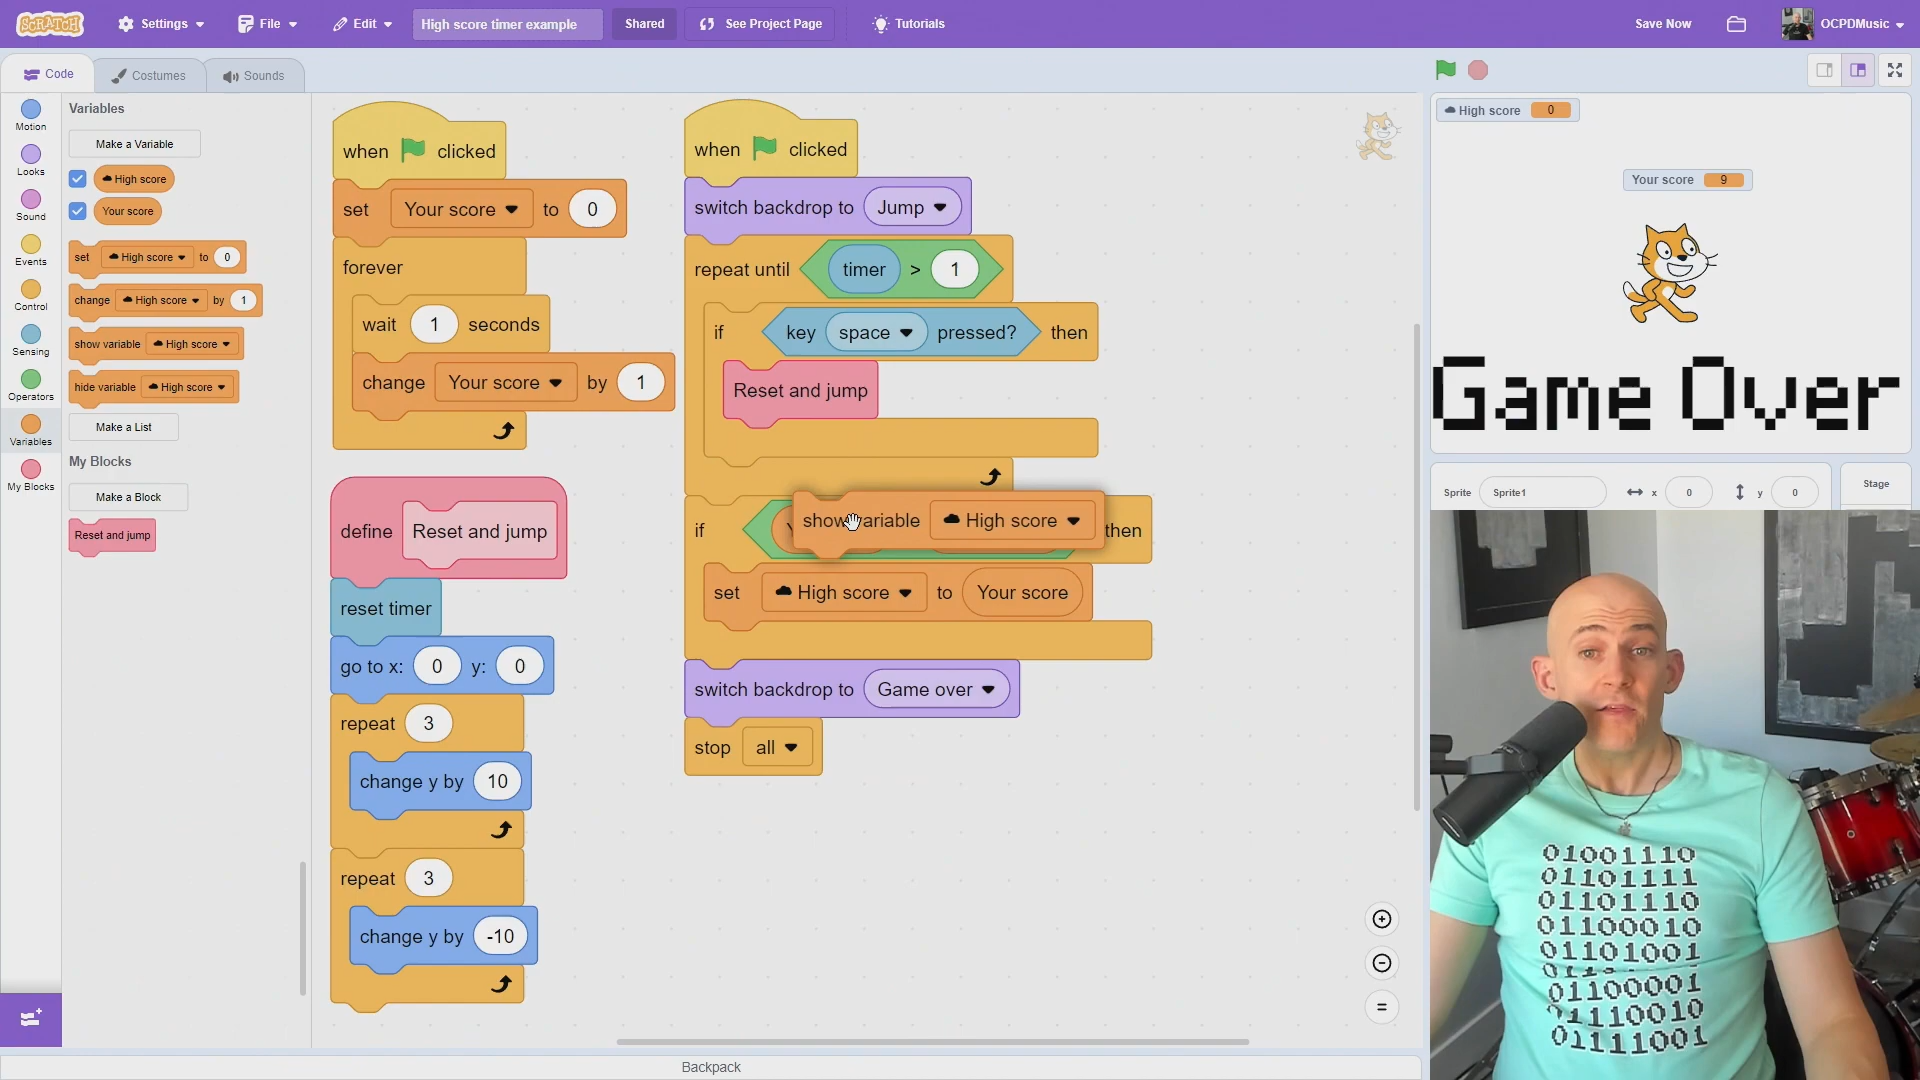 SCRATCH
Settings
File
Edit
High score timer example
Shared
See Project Page
Tutorials
Save Now
OCPDMusic
Code
Costumes
Sounds
Motion
Looks
Sound
Events
Control
Sensing
Operators
Variables
My Blocks
Variables
Make a Variable
High score
Your score
set High score to 0
change High score by 1
show variable High score
hide variable High score
Make a List
My Blocks
Make a Block
Reset and jump
when clicked
set Your score to 0
forever
wait 1 seconds
change Your score by 1
define Reset and jump
reset timer
go to x: 0 y: 0
repeat 3
change y by 10
repeat 3
change y by -10
when clicked
switch backdrop to Jump
repeat until timer > 1
if key space pressed? then
Reset and jump
show variable High score
if then
set High score to Your score
switch backdrop to Game over
stop all
=
Backpack
High score 0
Your score 9
Game Over
Sprite Sprite1 x 0 y 0
Stage
01001110
01101111
01101110
01100010
01101001
01100001
01110010
01111001